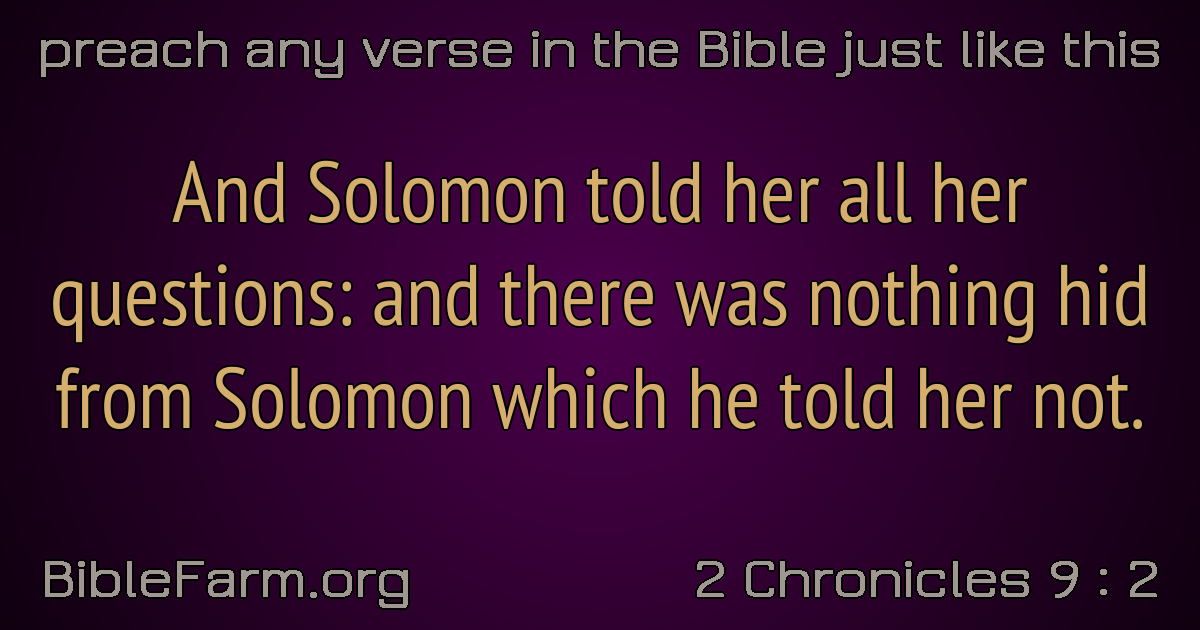 preach any verse in the Bible just like this
And Solomon told her all her
questions: and there was nothing hid
from Solomon which he told her not.
BibleFarm.org
2 Chronicles 9 : 2